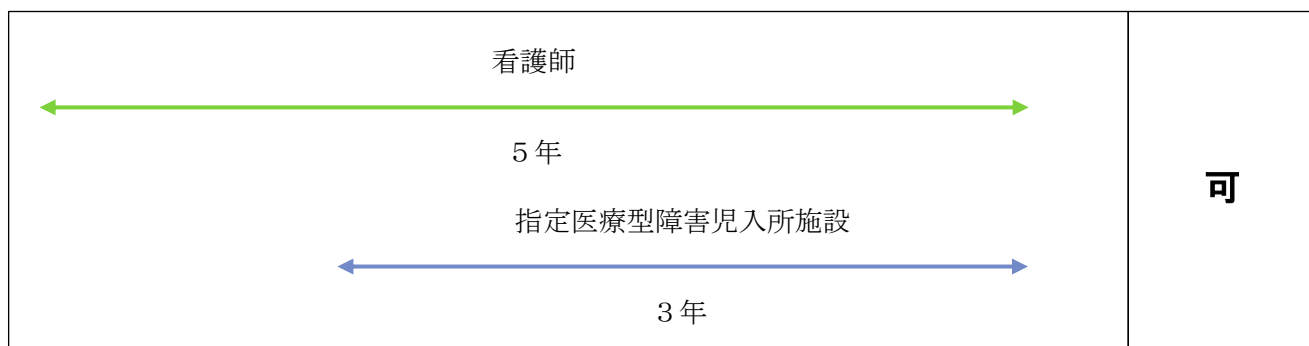 看護師
５年
指定医療型障害児入所施設
３年
可